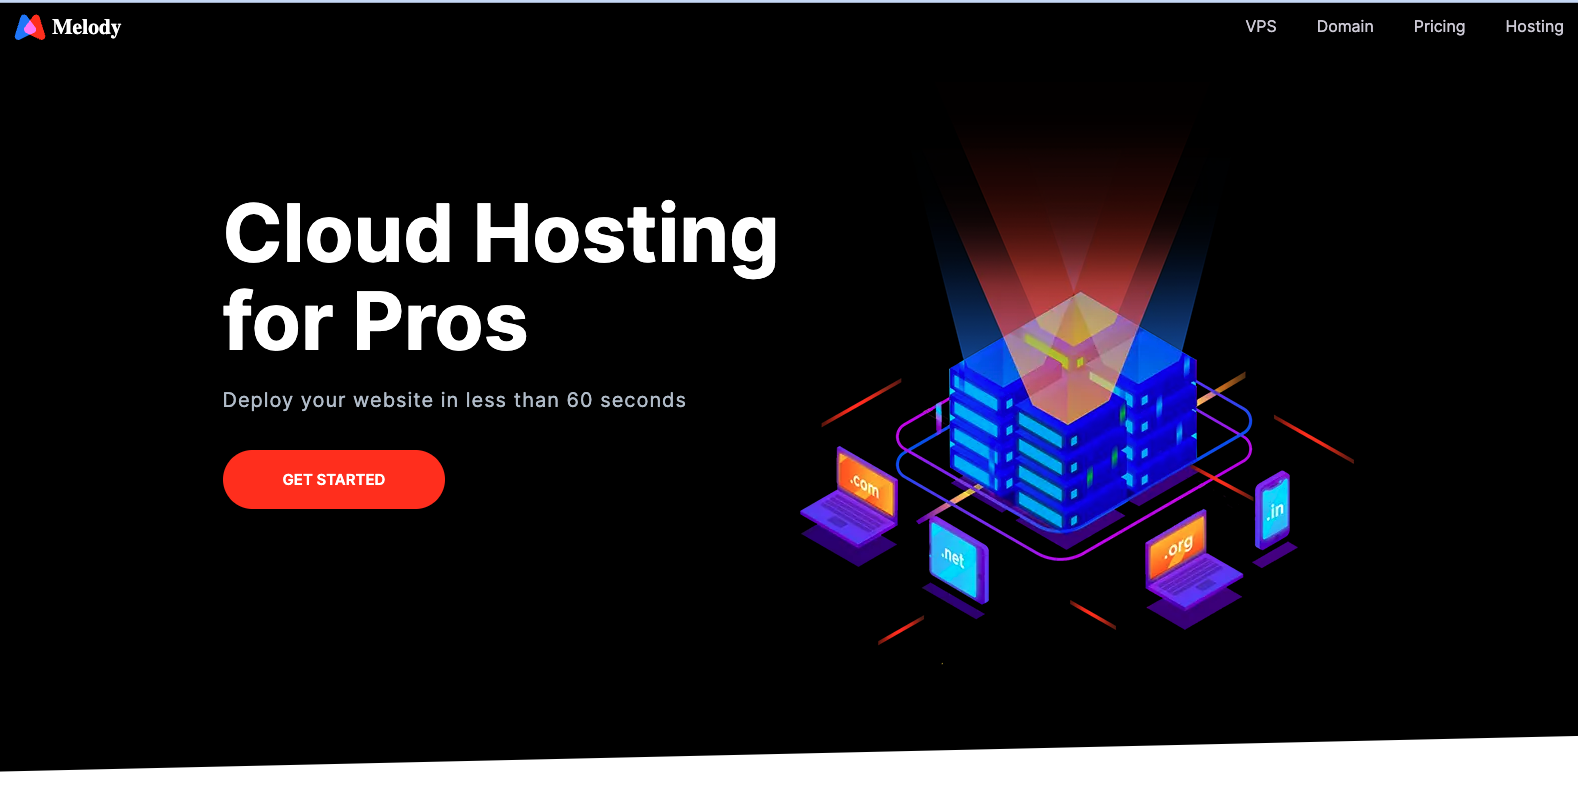 Melody
VPS Domain Pricing Hosting
Cloud Hosting
for Pros
Deploy your website in less than 60 seconds
GET STARTED
.com
.net
.org
.in